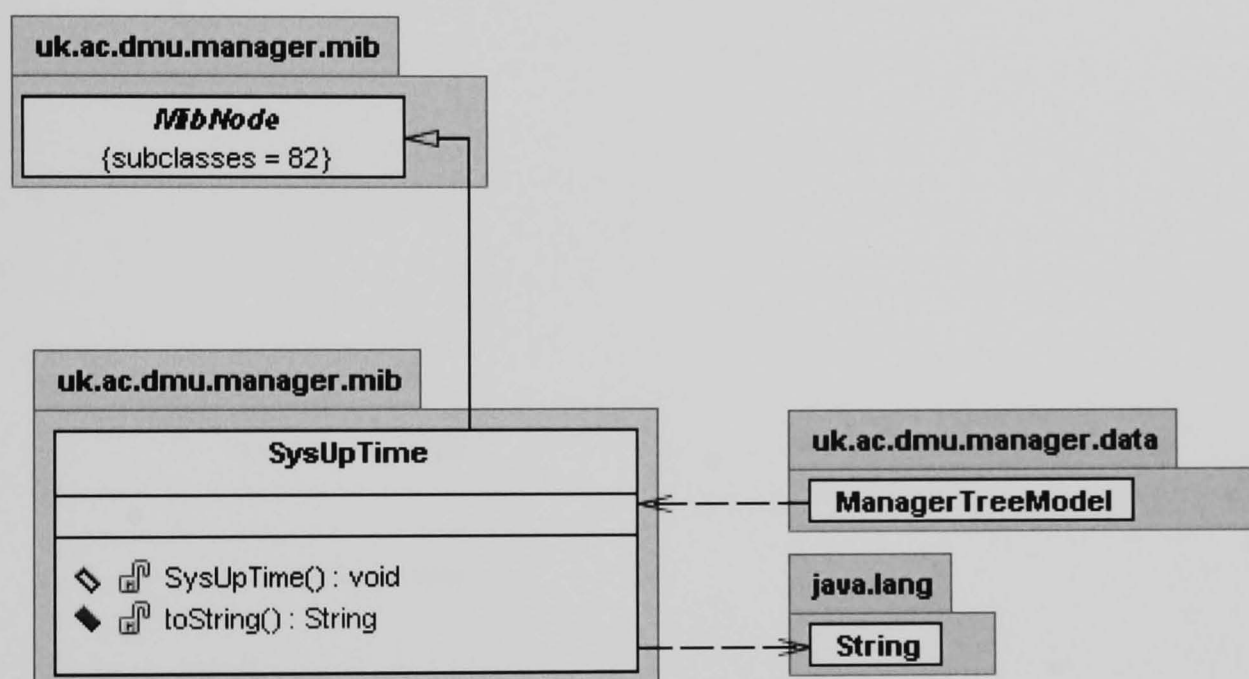 uk.ac.dmu.manager.mib
MibNode
{subclasses = 82}
uk.ac.dmu.manager.mib
SysUpTime
SysUpTime() : void
toString() : String
uk.ac.dmu.manager.data
ManagerTreeModel
java.lang
String